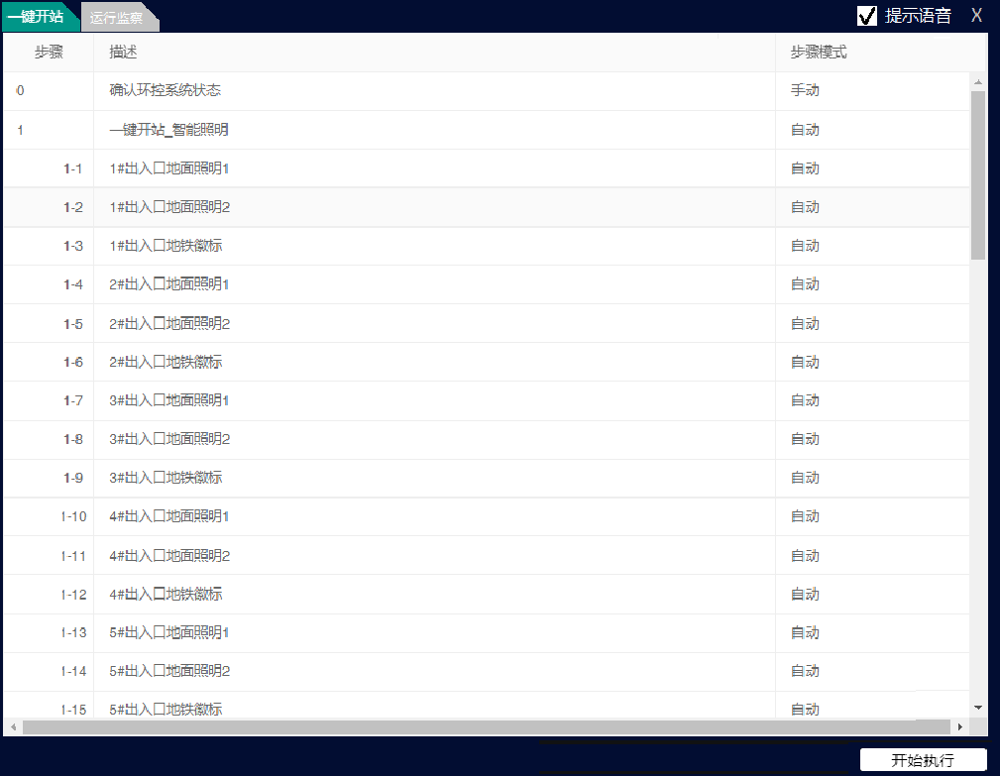 一键开站 运行监察 提示语音 X
步骤 描述 步骤模式
0 确认环控系统状态 手动
1 一键开站_智能照明 自动
1-1 1#出入口地面照明1 自动
1-2 1#出入口地面照明2 自动
1-3 1#出入口地铁徽标 自动
1-4 2#出入口地面照明1 自动
1-5 2#出入口地面照明2 自动
1-6 2#出入口地铁徽标 自动
1-7 3#出入口地面照明1 自动
1-8 3#出入口地面照明2 自动
1-9 3#出入口地铁徽标 自动
1-10 4#出入口地面照明1 自动
1-11 4#出入口地面照明2 自动
1-12 4#出入口地铁徽标 自动
1-13 5#出入口地面照明1 自动
1-14 5#出入口地面照明2 自动
1-15 5#出入口地铁徽标 自动
开始执行